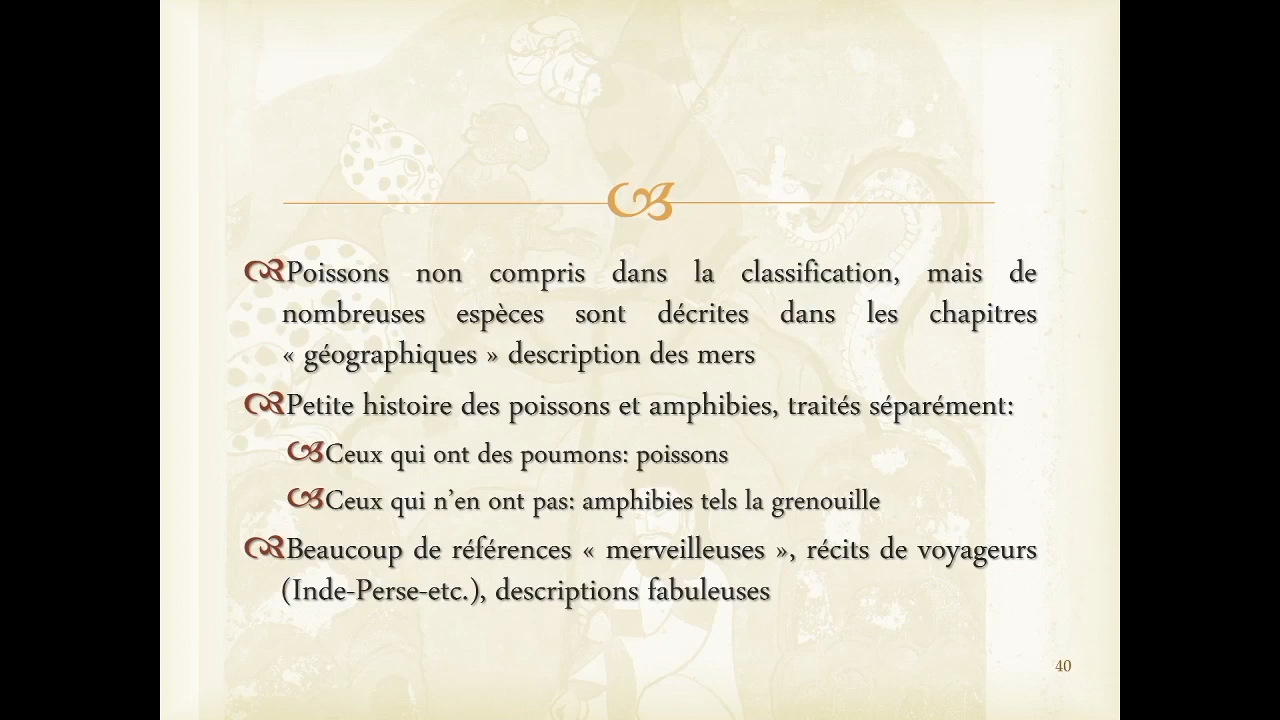 Poissons non compris dans la classification, mais de
nombreuses espèces sont décrites dans les chapitres
« géographiques » description des mers
Petite histoire des poissons et amphibies, traités séparément:
Ceux qui ont des poumons: poissons
Ceux qui n’en ont pas: amphibies tels la grenouille
Beaucoup de références « merveilleuses », récits de voyageurs
(Inde-Perse-etc.), descriptions fabuleuses
40